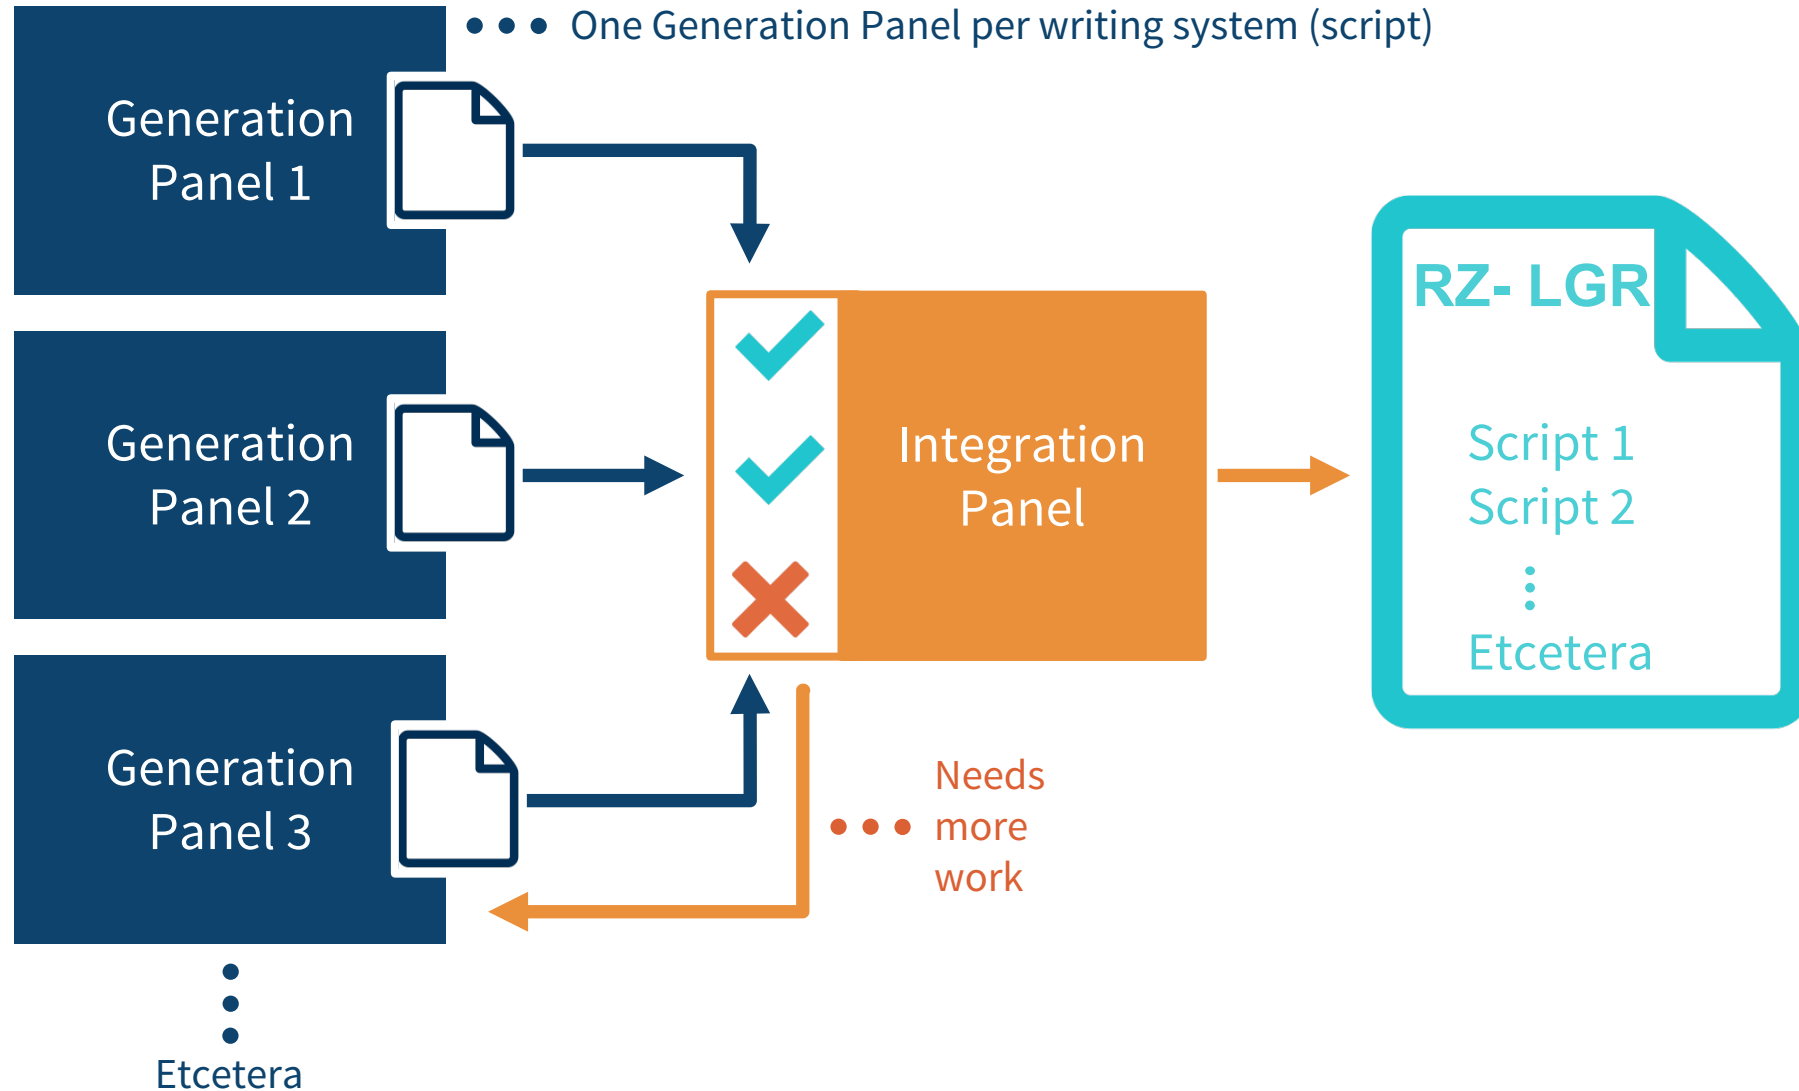 One Generation Panel per writing system (script)
Generation
Panel 1
Generation
Panel 2
Generation
Panel 3
Etcetera
Integration
Panel
Needs
more
work
RZ- LGR
Script 1
Script 2
Etcetera